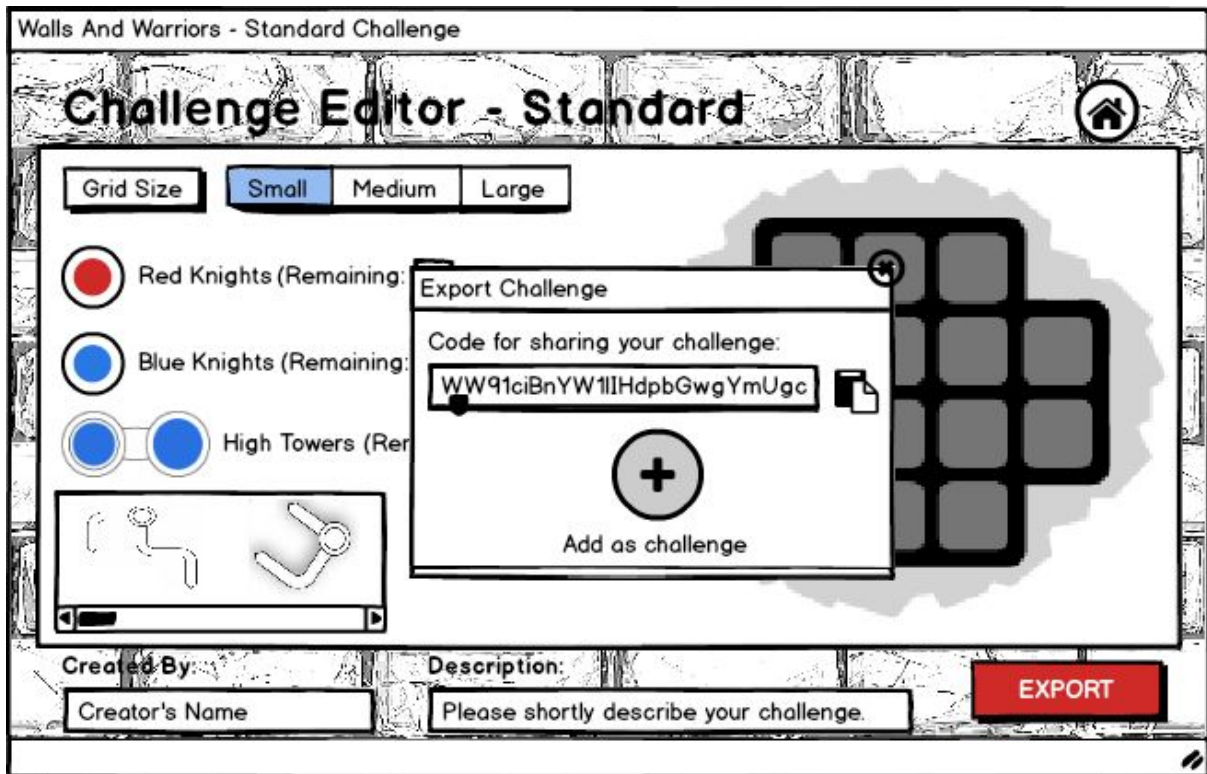 Walls And Warriors - Standard Challenge
Challenge Editor - Standard
Grid Size
Small Medium Large
Red Knights (Remaining:
Export Challenge
Code for sharing your challenge:
Blue Knights (Remaining:
WW91ciBnYW1lIHdpbGwgYmUgc
High Towers (Rer
Add as challenge
Created By:
Description:
EXPORT
Creator's Name
Please shortly describe your challenge.